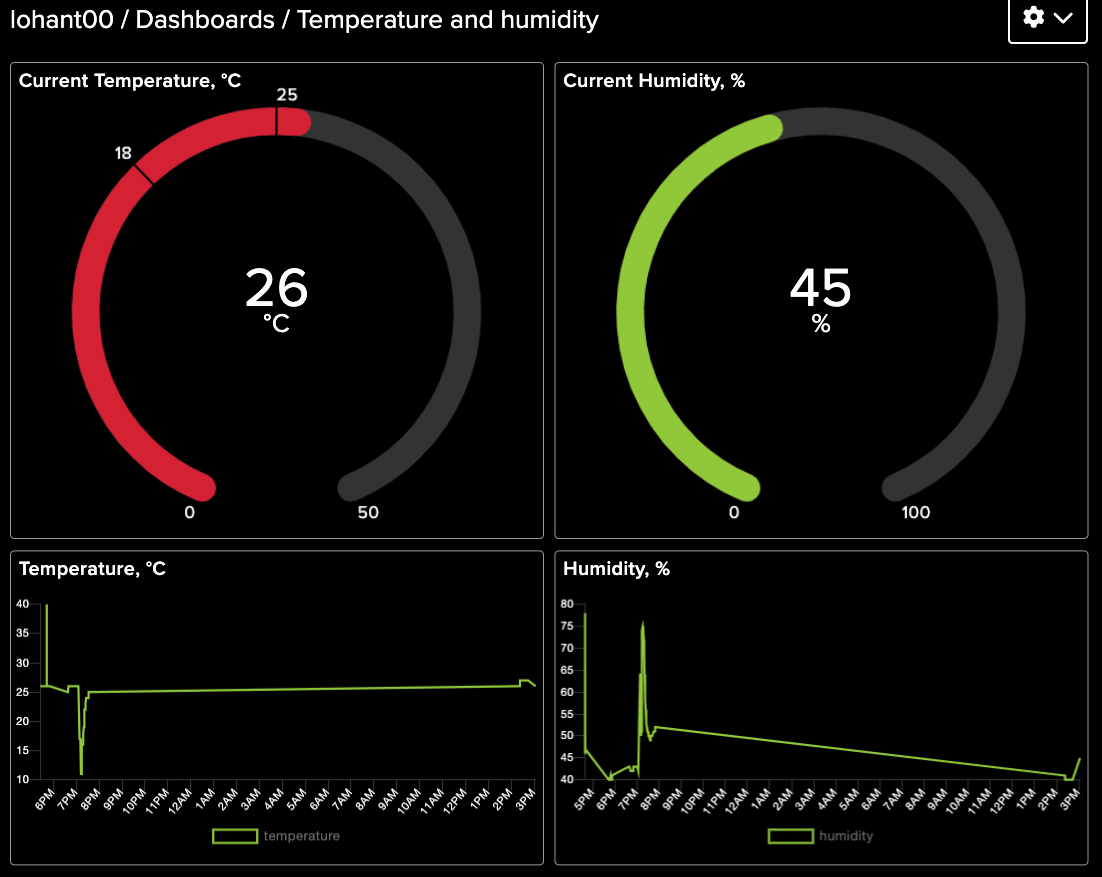 lohant00 / Dashboards / Temperature and humidity
Current Temperature, °C
25
18
26
°C
0
50
Current Humidity, %
45
%
0
100
Temperature, °C
40
35
30
25
20
15
10
6PM 7PM 8PM 9PM 10PM 11PM 12AM 1AM 2AM 3AM 4AM 5AM 6AM 7AM 8AM 9AM 10AM 11AM 12PM 1PM 2PM 3PM
temperature
Humidity, %
80
75
70
65
60
55
50
45
40
5PM 6PM 7PM 8PM 9PM 10PM 11PM 12AM 1AM 2AM 3AM 4AM 5AM 6AM 7AM 8AM 9AM 10AM 11AM 12PM 1PM 2PM 3PM
humidity